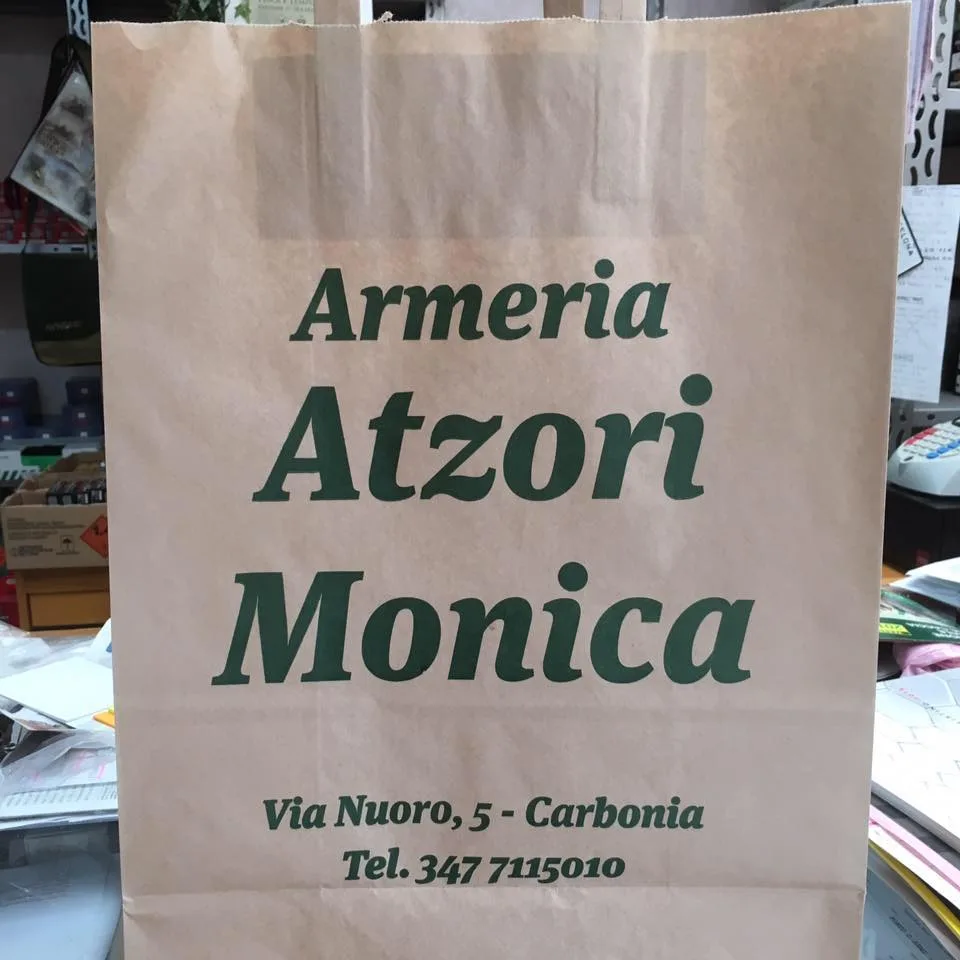 Armeria
Atzori
Monica
Via Nuoro, 5 - Carbonia
Tel. 347 7115010